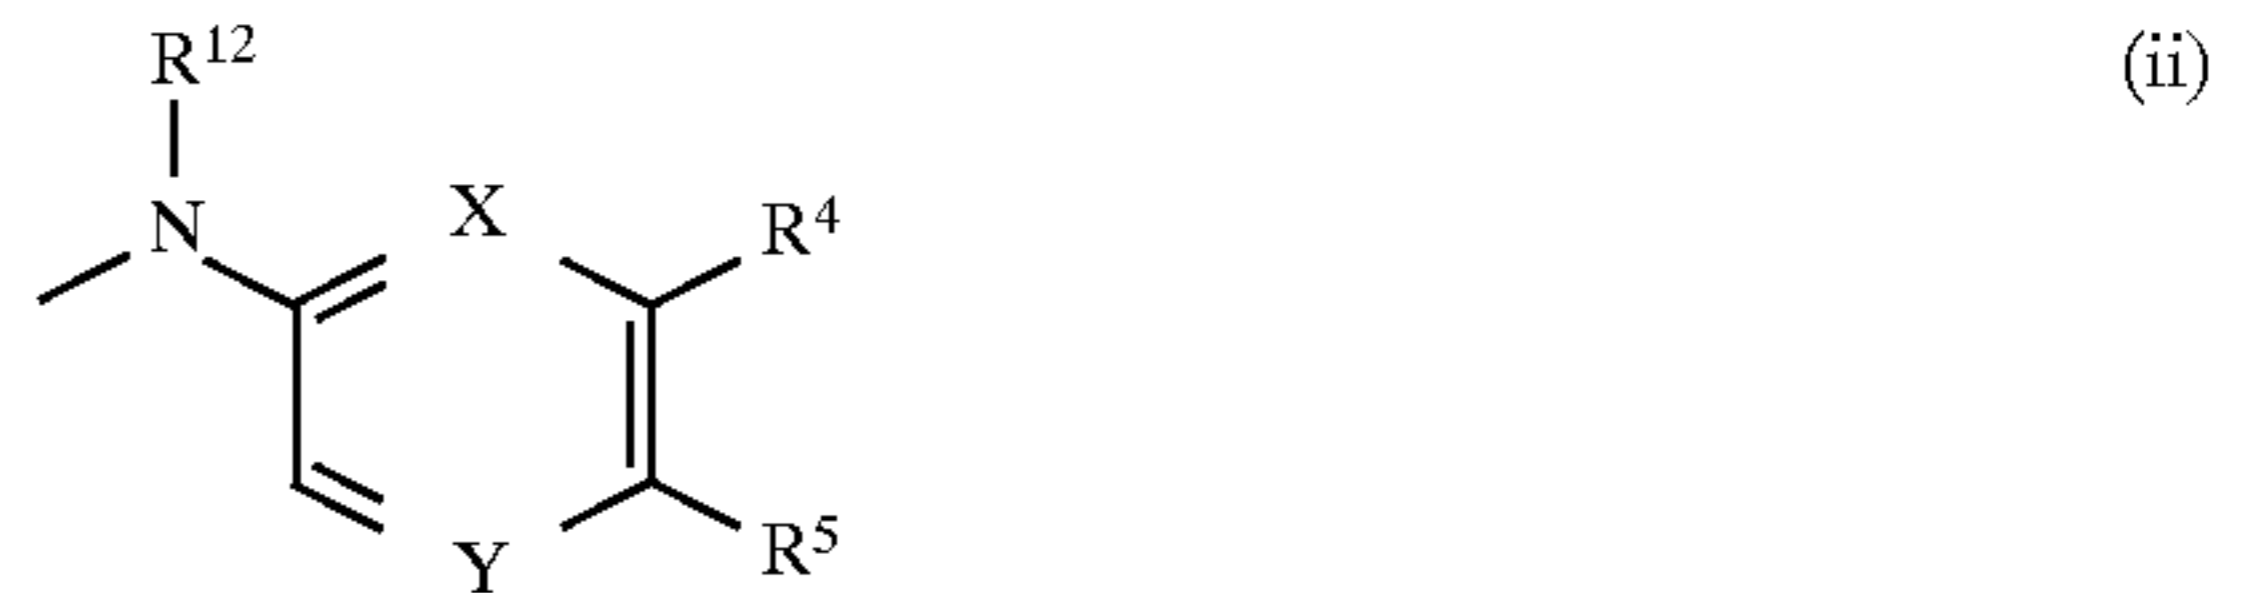 R¹² (ii)
N X R⁴
Y R⁵